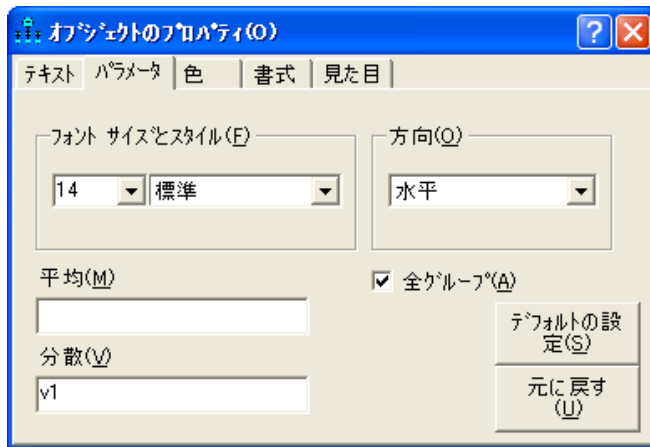 オブジェクトのプロパティ(O)
テキスト パラメータ 色 書式 見た目
フォント サイズとスタイル(F) 方向(O)
14 標準 水平
平均(M) 全グループ(A)
デフォルトの設
定(S)
分散(V)
v1
元に戻す
(U)